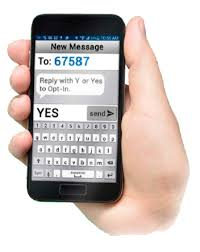 New Message
To: 67587
Reply with Y or Yes
to Opt-In.
YES
send
q w e r t y u i o p
a s d f g h j k l
z x c v b n m